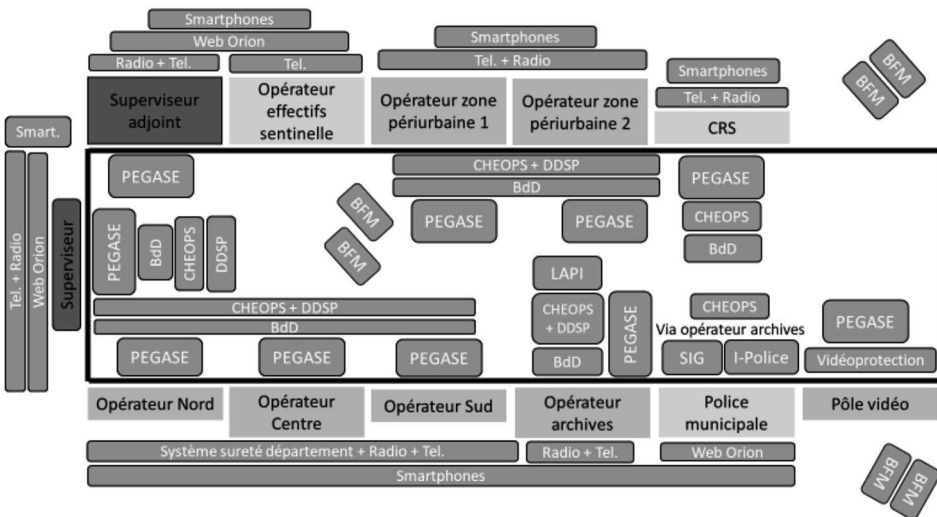 Smartphones
Web Orion
Radio + Tel.
Tel.
Smartphones
Tel. + Radio
Smartphones
Tel. + Radio
BFM
BFM
Superviseur
adjoint
Opérateur
effectifs
sentinelle
Opérateur zone
périurbaine 1
Opérateur zone
périurbaine 2
CRS
Smart.
Tel. + Radio
Web Orion
Superviseur
PEGASE
CHEOPS + DDSP
BdD
PEGASE
PEGASE
PEGASE
CHEOPS
BdD
PEGASE
BdD
CHEOPS
DDSP
BFM
BFM
LAPI
CHEOPS
+ DDSP
BdD
PEGASE
CHEOPS
Via opérateur archives
SIG
I-Police
PEGASE
Vidéoprotection
CHEOPS + DDSP
BdD
PEGASE
PEGASE
PEGASE
Opérateur Nord
Opérateur
Centre
Opérateur Sud
Opérateur
archives
Police
municipale
Pôle vidéo
Système sureté département + Radio + Tel.
Radio + Tel.
Web Orion
Smartphones
BFM
BFM